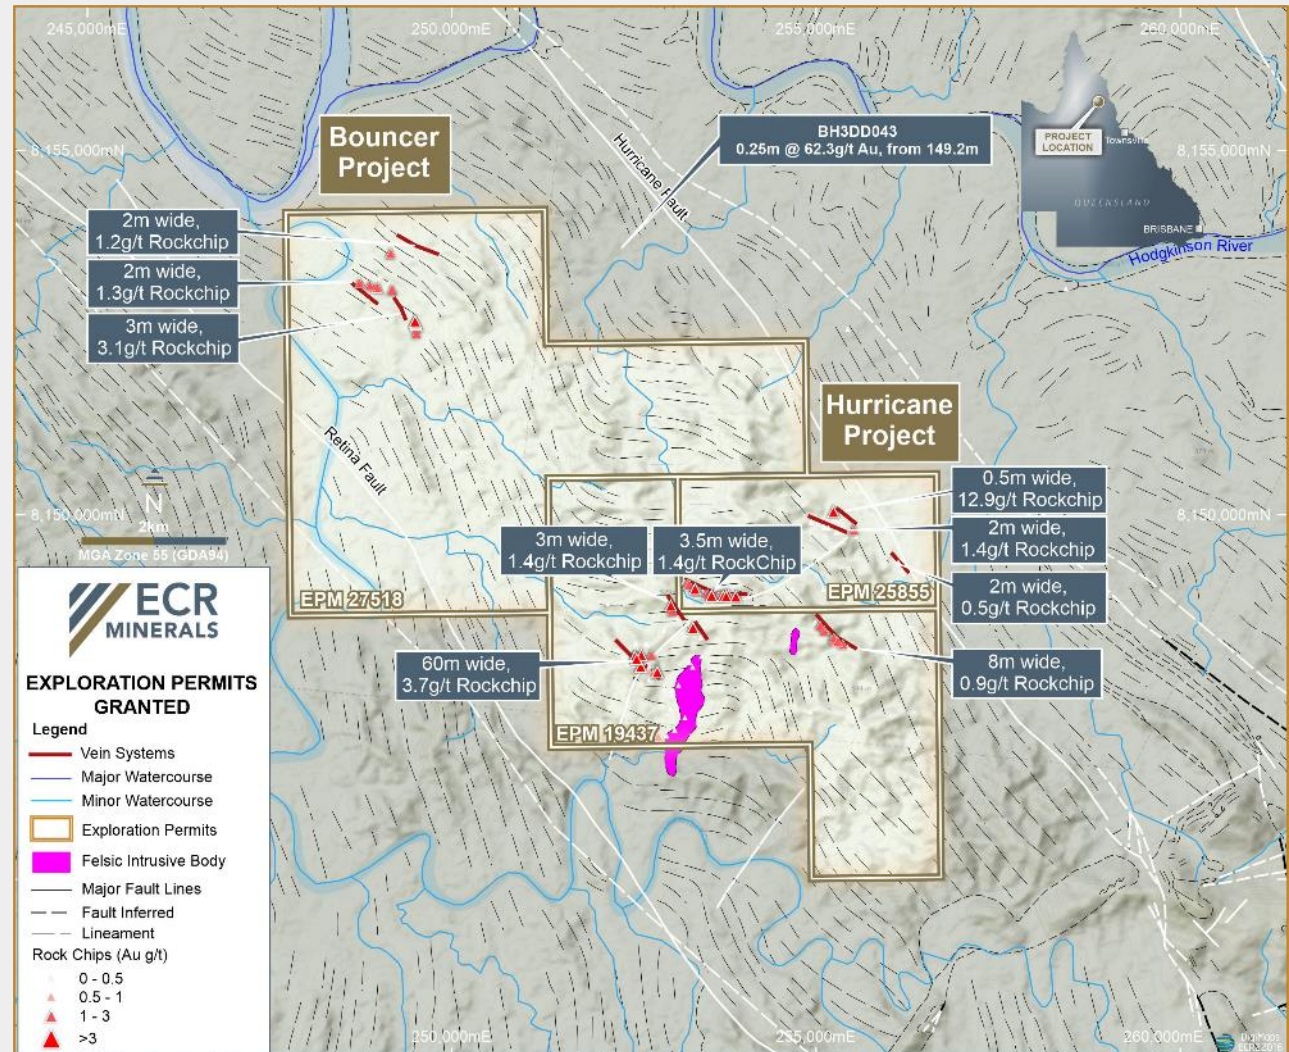 245,000mE
250,000mE
255,000mE
260,000mE
Bouncer
Project
BH3DD043
0.25m @ 62.3g/t Au, from 149.2m
PROJECT
LOCATION
QUEENSLAND
BRISBANE
8,155,000mN
8,155,000mN
Hurricane Fault
Hodgkinson River
2m wide,
1.2g/t Rockchip
2m wide,
1.3g/t Rockchip
3m wide,
3.1g/t Rockchip
Hurricane
Project
Retina Fault
N
2km
MGA Zone 55 (GDA94)
8,150,000mN
8,150,000mN
0.5m wide,
12.9g/t Rockchip
2m wide,
1.4g/t Rockchip
2m wide,
0.5g/t Rockchip
3m wide,
1.4g/t Rockchip
3.5m wide,
1.4g/t RockChip
EPM 27518
EPM 25855
60m wide,
3.7g/t Rockchip
8m wide,
0.9g/t Rockchip
EPM 19437
ECR
MINERALS
EXPLORATION PERMITS
GRANTED
Legend
Vein Systems
Major Watercourse
Minor Watercourse
Exploration Permits
Felsic Intrusive Body
Major Fault Lines
Fault Inferred
Lineament
Rock Chips (Au g/t)
0 - 0.5
0.5 - 1
1 - 3
>3
250,000mE
255,000mE
260,000mE
DigiMaps